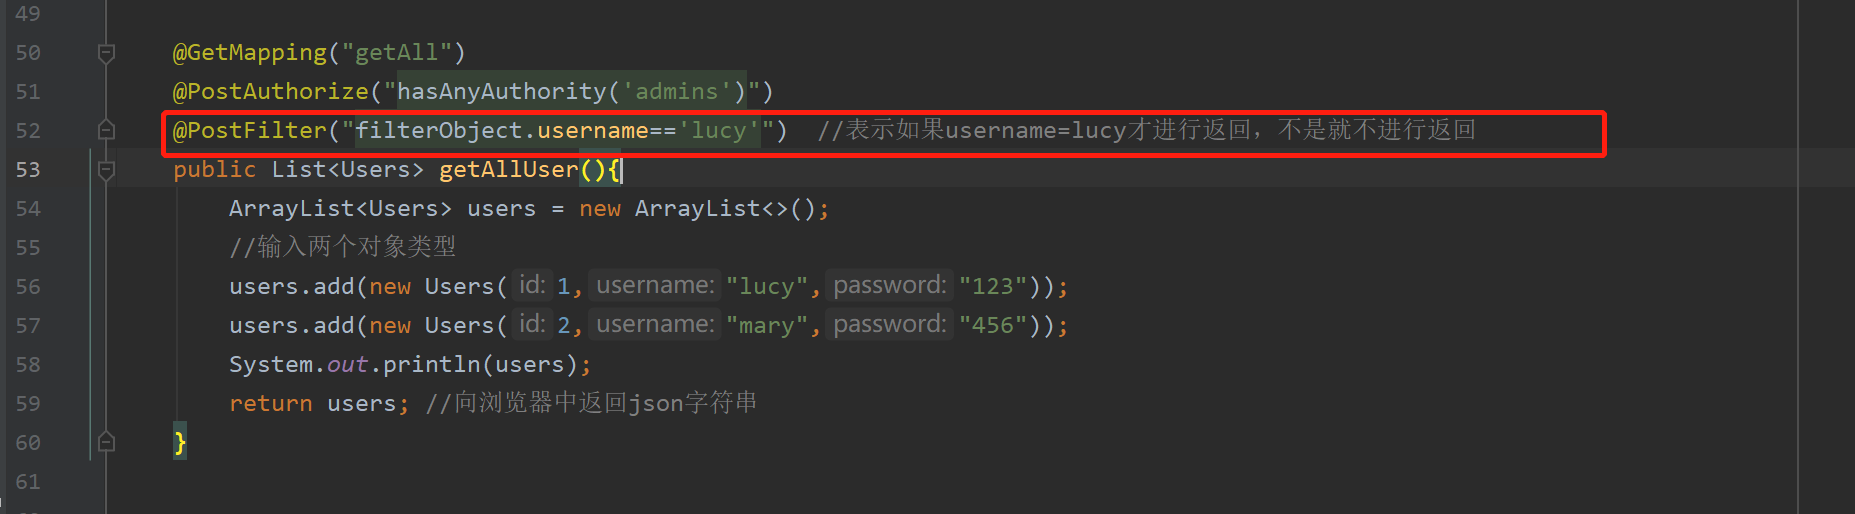 49
50 @GetMapping("getAll")
51 @PostAuthorize("hasAnyAuthority('admins')")
52 @PostFilter("filterObject.username=='lucy'") //表示如果username=lucy才进行返回，不是就不进行返回
53 public List<Users> getAllUser(){
54 ArrayList<Users> users = new ArrayList<>();
55 //输入两个对象类型
56 users.add(new Users( id: 1, username: "lucy", password: "123"));
57 users.add(new Users( id: 2, username: "mary", password: "456"));
58 System.out.println(users);
59 return users; //向浏览器中返回json字符串
60 }
61